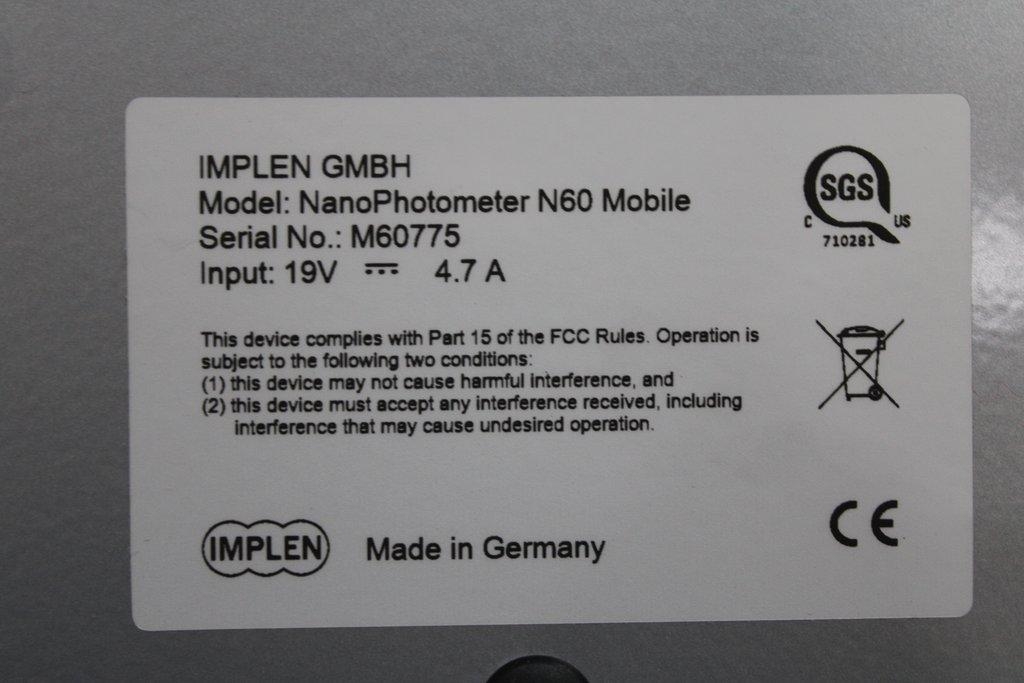 IMPLEN GMBH
Model: NanoPhotometer N60 Mobile
Serial No.: M60775
Input: 19V ⎓ 4.7 A
SGS
C US
710281
This device complies with Part 15 of the FCC Rules. Operation is
subject to the following two conditions:
(1) this device may not cause harmful interference, and
(2) this device must accept any interference received, including
interference that may cause undesired operation.
CE
IMPLEN
Made in Germany